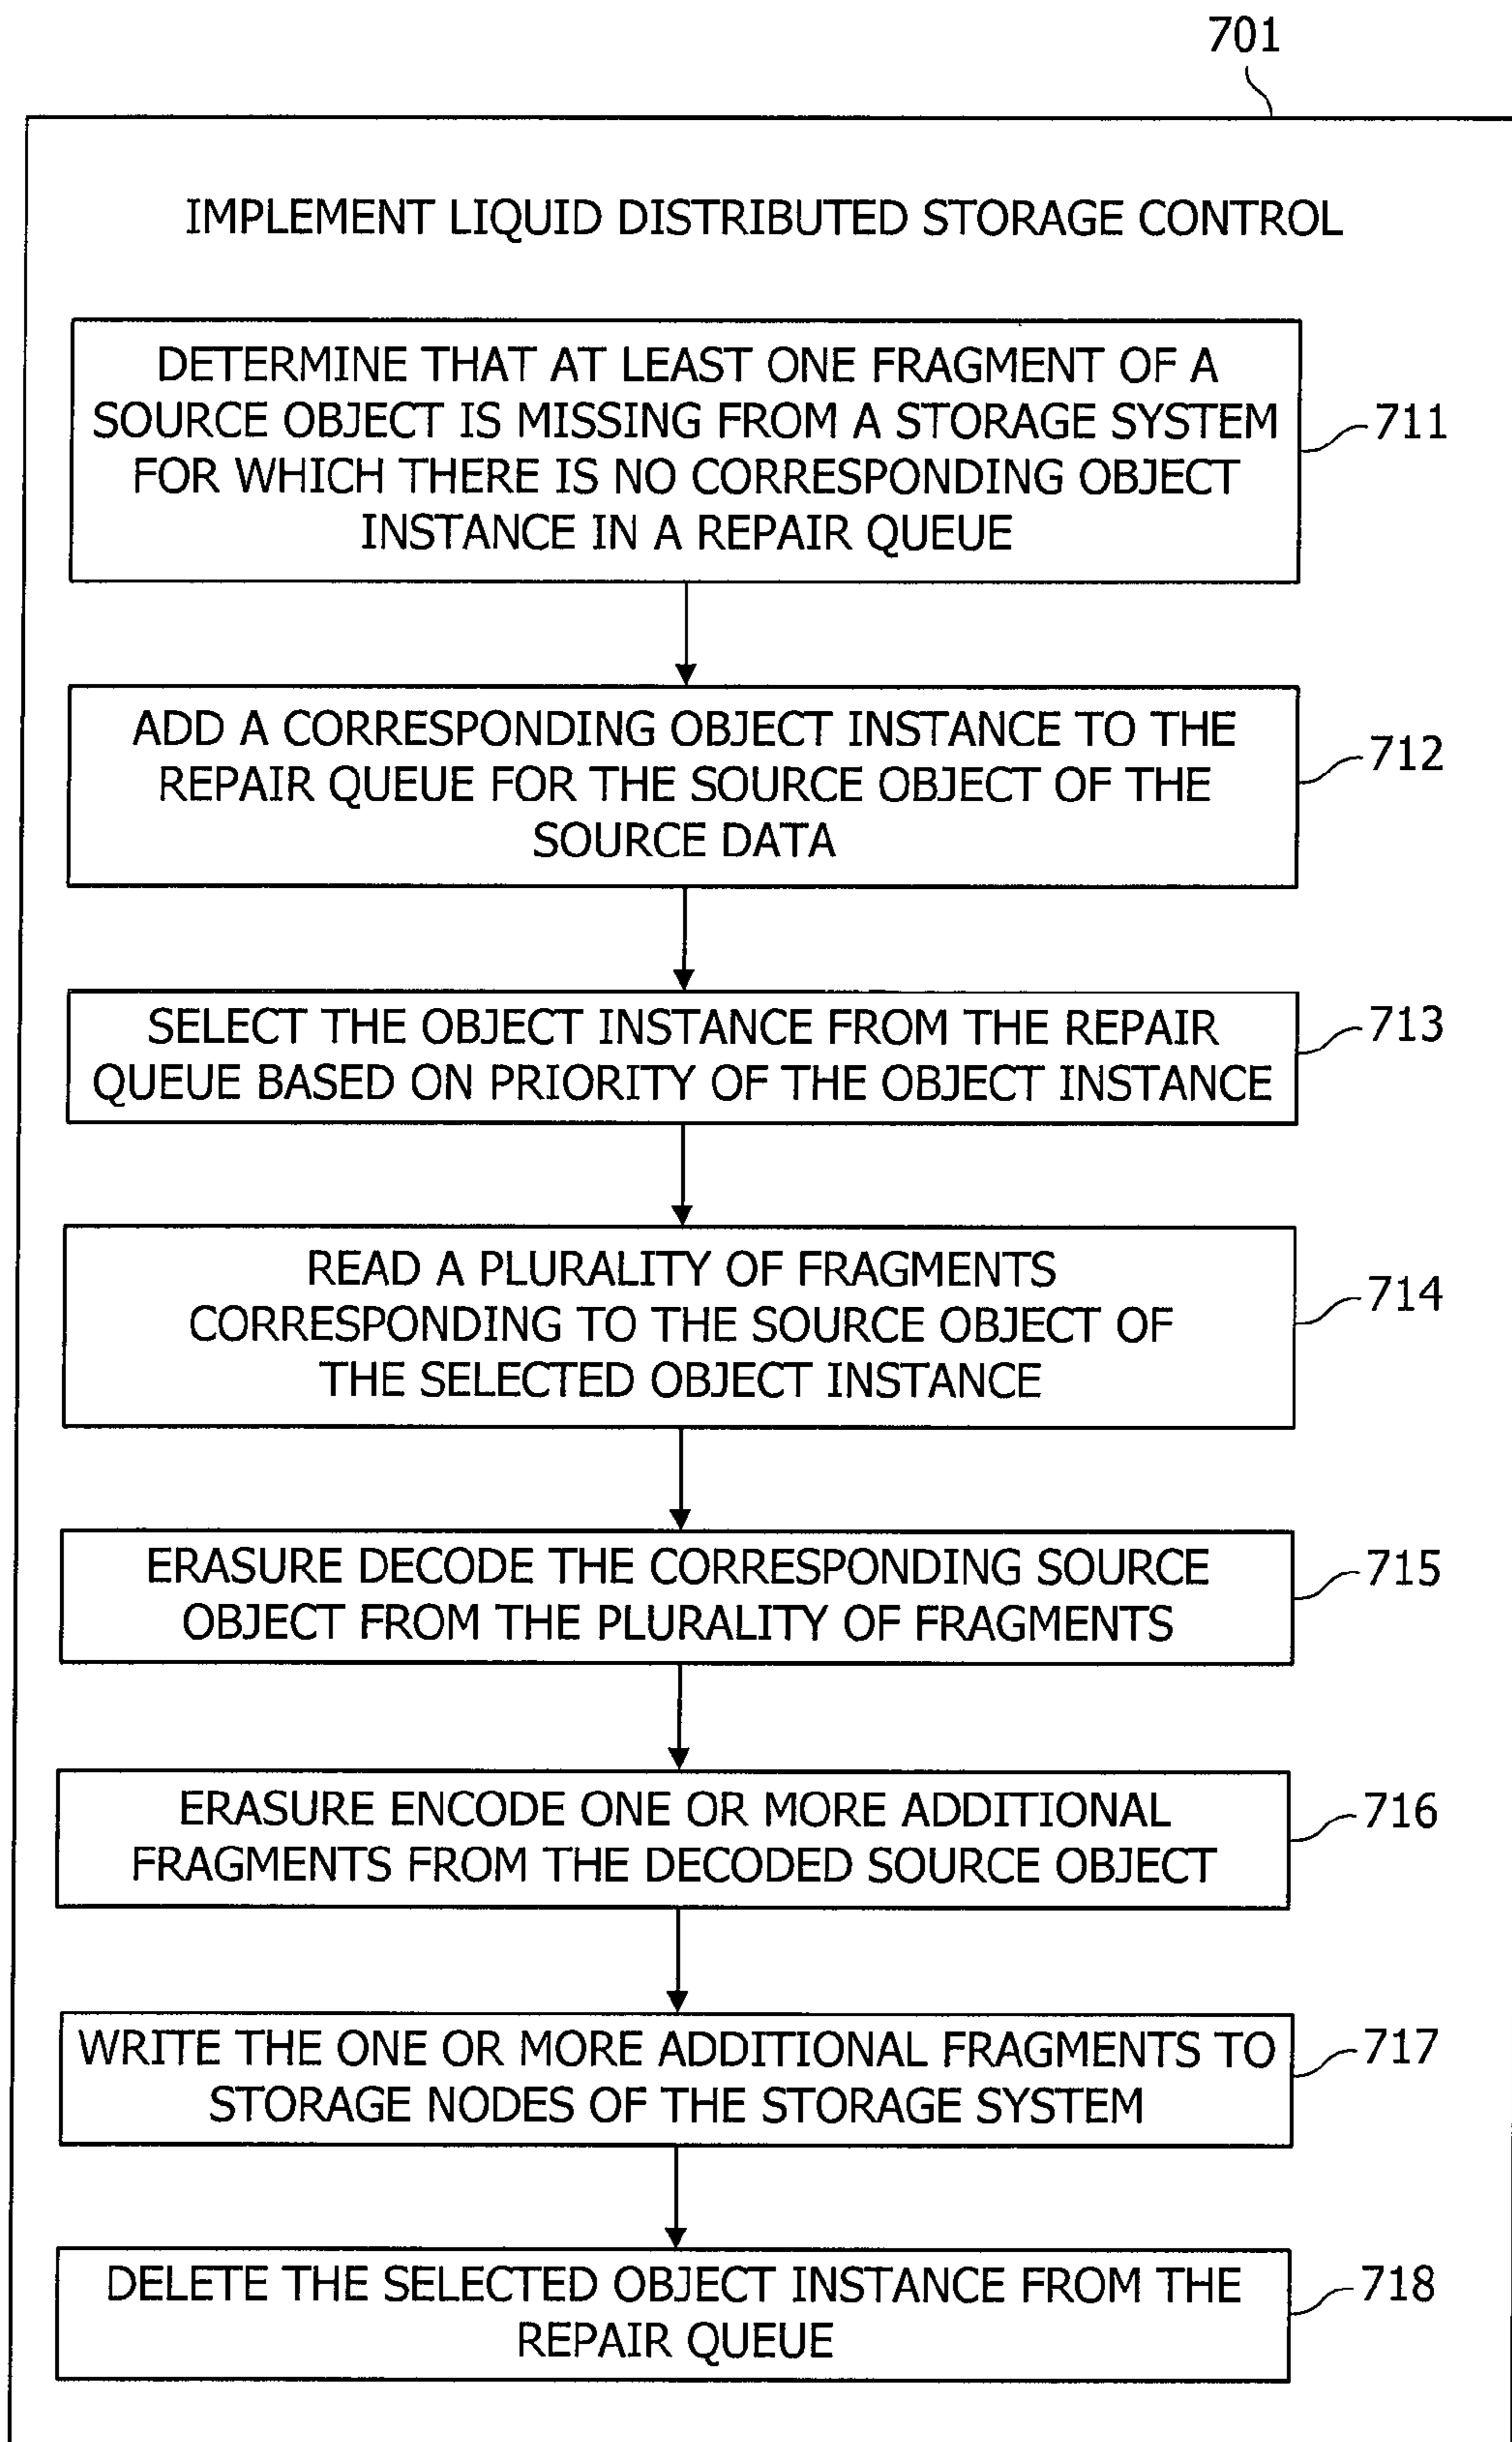 701
IMPLEMENT LIQUID DISTRIBUTED STORAGE CONTROL
DETERMINE THAT AT LEAST ONE FRAGMENT OF A
SOURCE OBJECT IS MISSING FROM A STORAGE SYSTEM
FOR WHICH THERE IS NO CORRESPONDING OBJECT
INSTANCE IN A REPAIR QUEUE
711
ADD A CORRESPONDING OBJECT INSTANCE TO THE
REPAIR QUEUE FOR THE SOURCE OBJECT OF THE
SOURCE DATA
712
SELECT THE OBJECT INSTANCE FROM THE REPAIR
QUEUE BASED ON PRIORITY OF THE OBJECT INSTANCE
713
READ A PLURALITY OF FRAGMENTS
CORRESPONDING TO THE SOURCE OBJECT OF
THE SELECTED OBJECT INSTANCE
714
ERASURE DECODE THE CORRESPONDING SOURCE
OBJECT FROM THE PLURALITY OF FRAGMENTS
715
ERASURE ENCODE ONE OR MORE ADDITIONAL
FRAGMENTS FROM THE DECODED SOURCE OBJECT
716
WRITE THE ONE OR MORE ADDITIONAL FRAGMENTS TO
STORAGE NODES OF THE STORAGE SYSTEM
717
DELETE THE SELECTED OBJECT INSTANCE FROM THE
REPAIR QUEUE
718